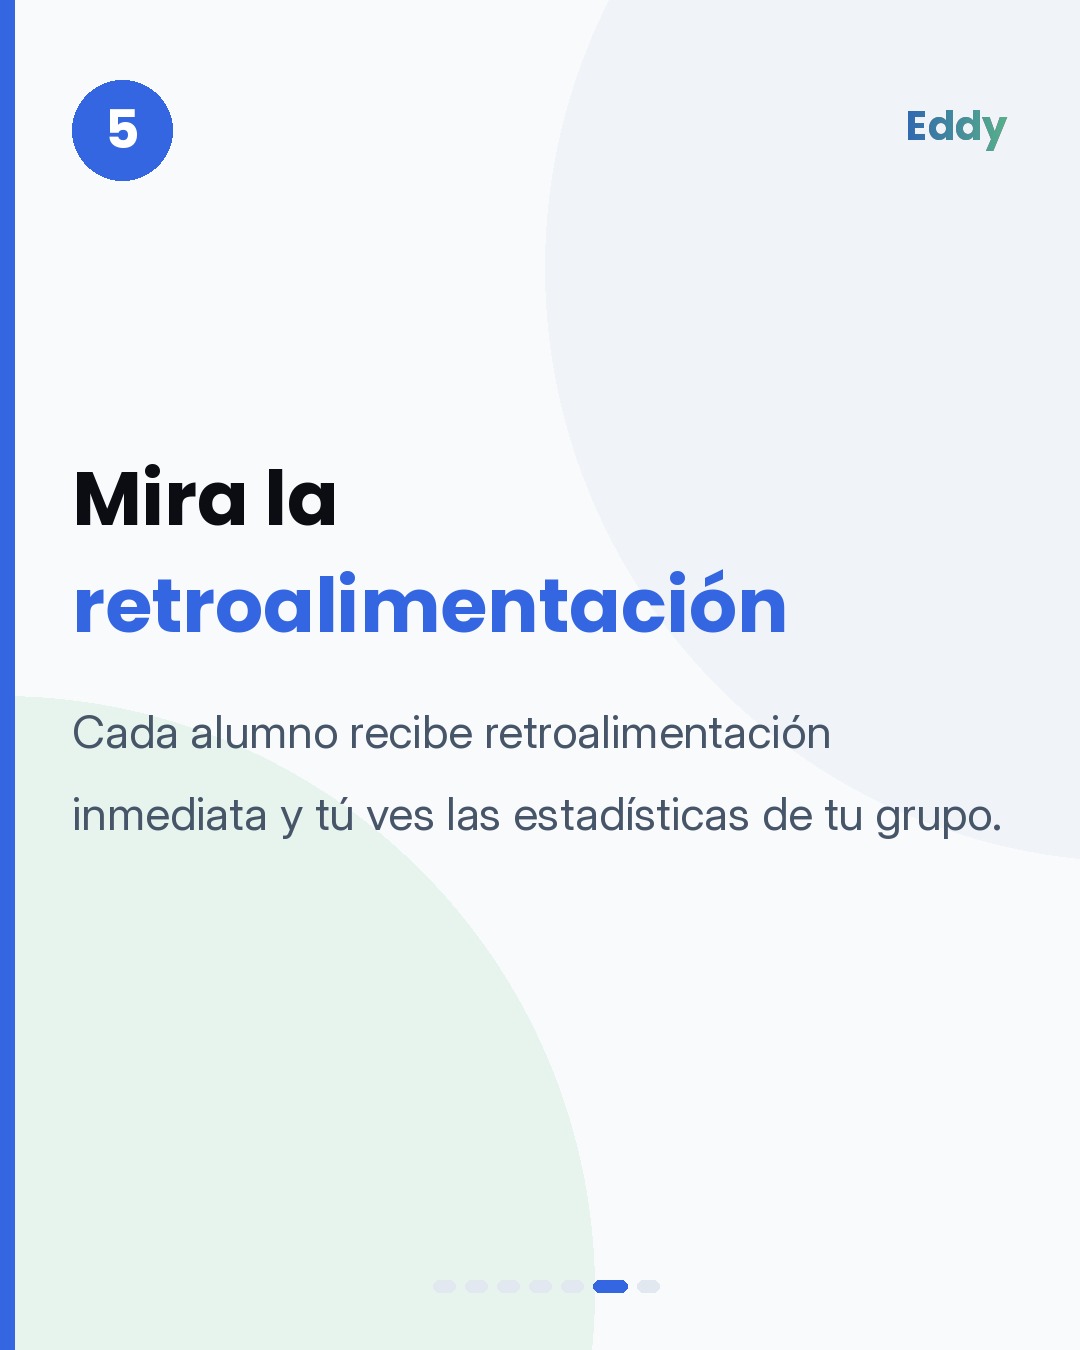 5
Eddy
Mira la
retroalimentación
Cada alumno recibe retroalimentación
inmediata y tú ves las estadísticas de tu grupo.